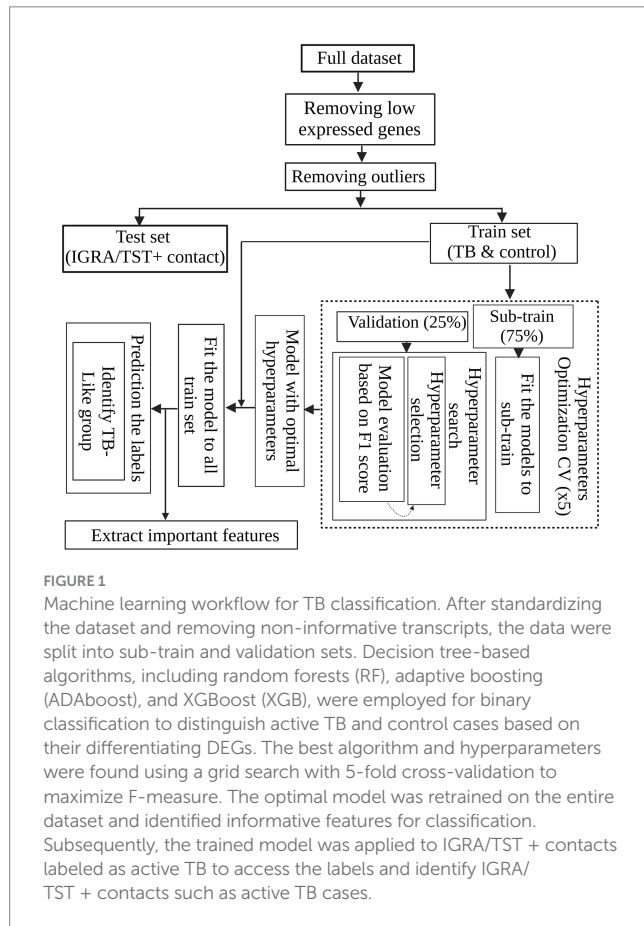 Full dataset
Removing low
expressed genes
Removing outliers
Test set
(IGRA/TST+ contact)
Train set
(TB & control)
Prediction the labels
Identify TB-
Like group
Fit the model to all
train set
Model with optimal
hyperparameters
Validation (25%)
Sub-train
(75%)
Model evaluation
based on F1 score
Hyperparameter
selection
Hyperparameter
search
Fit the models to
sub-train
Hyperparameters
Optimization CV (x5)
Extract important features
FIGURE 1
Machine learning workflow for TB classification. After standardizing
the dataset and removing non-informative transcripts, the data were
split into sub-train and validation sets. Decision tree-based
algorithms, including random forests (RF), adaptive boosting
(ADAboost), and XGBoost (XGB), were employed for binary
classification to distinguish active TB and control cases based on
their differentiating DEGs. The best algorithm and hyperparameters
were found using a grid search with 5-fold cross-validation to
maximize F-measure. The optimal model was retrained on the entire
dataset and identified informative features for classification.
Subsequently, the trained model was applied to IGRA/TST + contacts
labeled as active TB to access the labels and identify IGRA/
TST + contacts such as active TB cases.